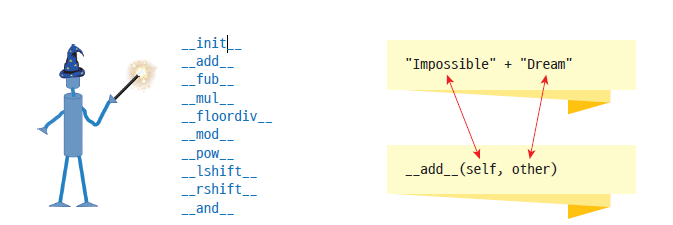 __init__
__add__
__fub__
__mul__
__floordiv__
__mod__
__pow__
__lshift__
__rshift__
__and__
"Impossible" + "Dream"
__add__(self, other)